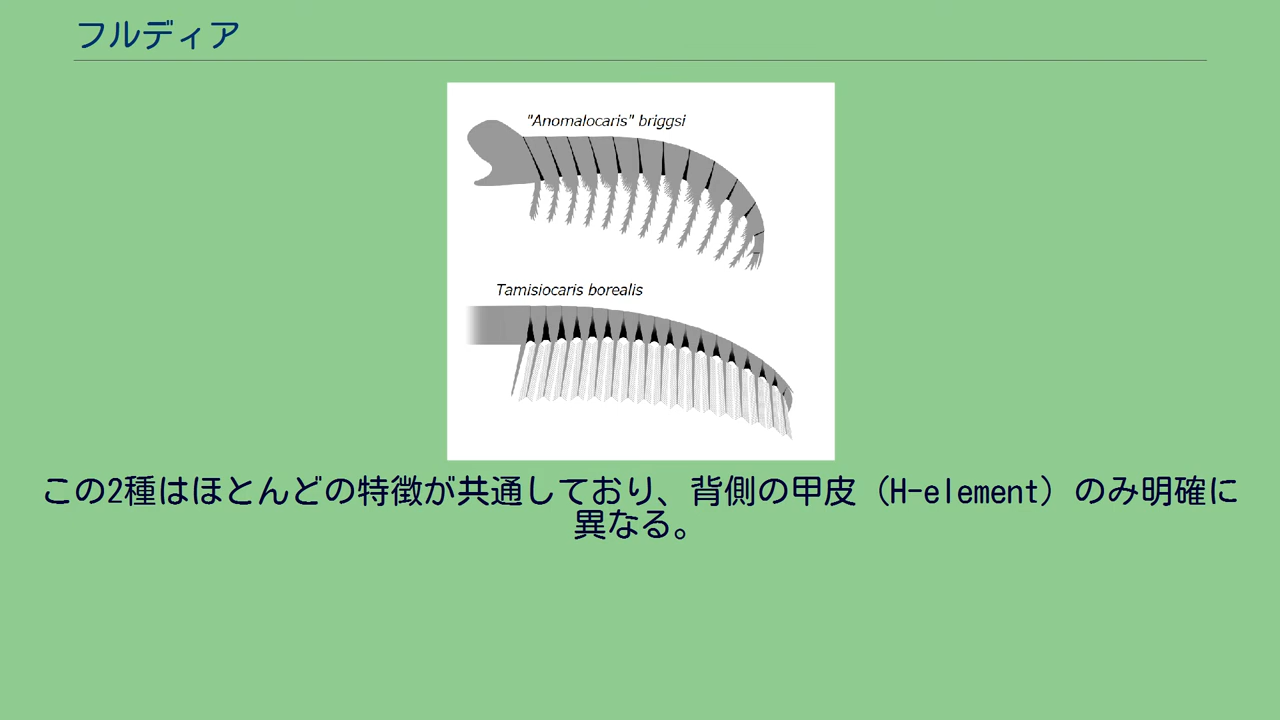 フルディア
"Anomalocaris" briggsi
Tamisiocaris borealis
この2種はほとんどの特徴が共通しており、背側の甲皮（H-element）のみ明確に
異なる。